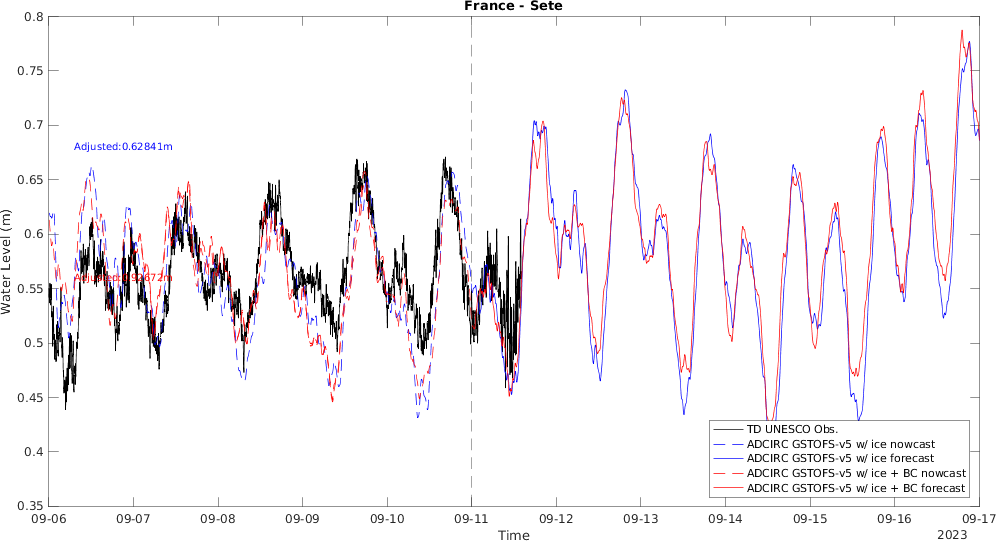 France - Sete
0.8
0.75
0.7
0.65
0.6
0.55
0.5
0.45
0.4
0.35
Water Level (m)
Adjusted:0.62841m
TD UNESCO Obs.
ADCIRC GSTOFS-v5 w/ ice nowcast
ADCIRC GSTOFS-v5 w/ ice forecast
ADCIRC GSTOFS-v5 w/ ice + BC nowcast
ADCIRC GSTOFS-v5 w/ ice + BC forecast
09-06 09-07 09-08 09-09 09-10 09-11 09-12 09-13 09-14 09-15 09-16 09-17
Time
2023